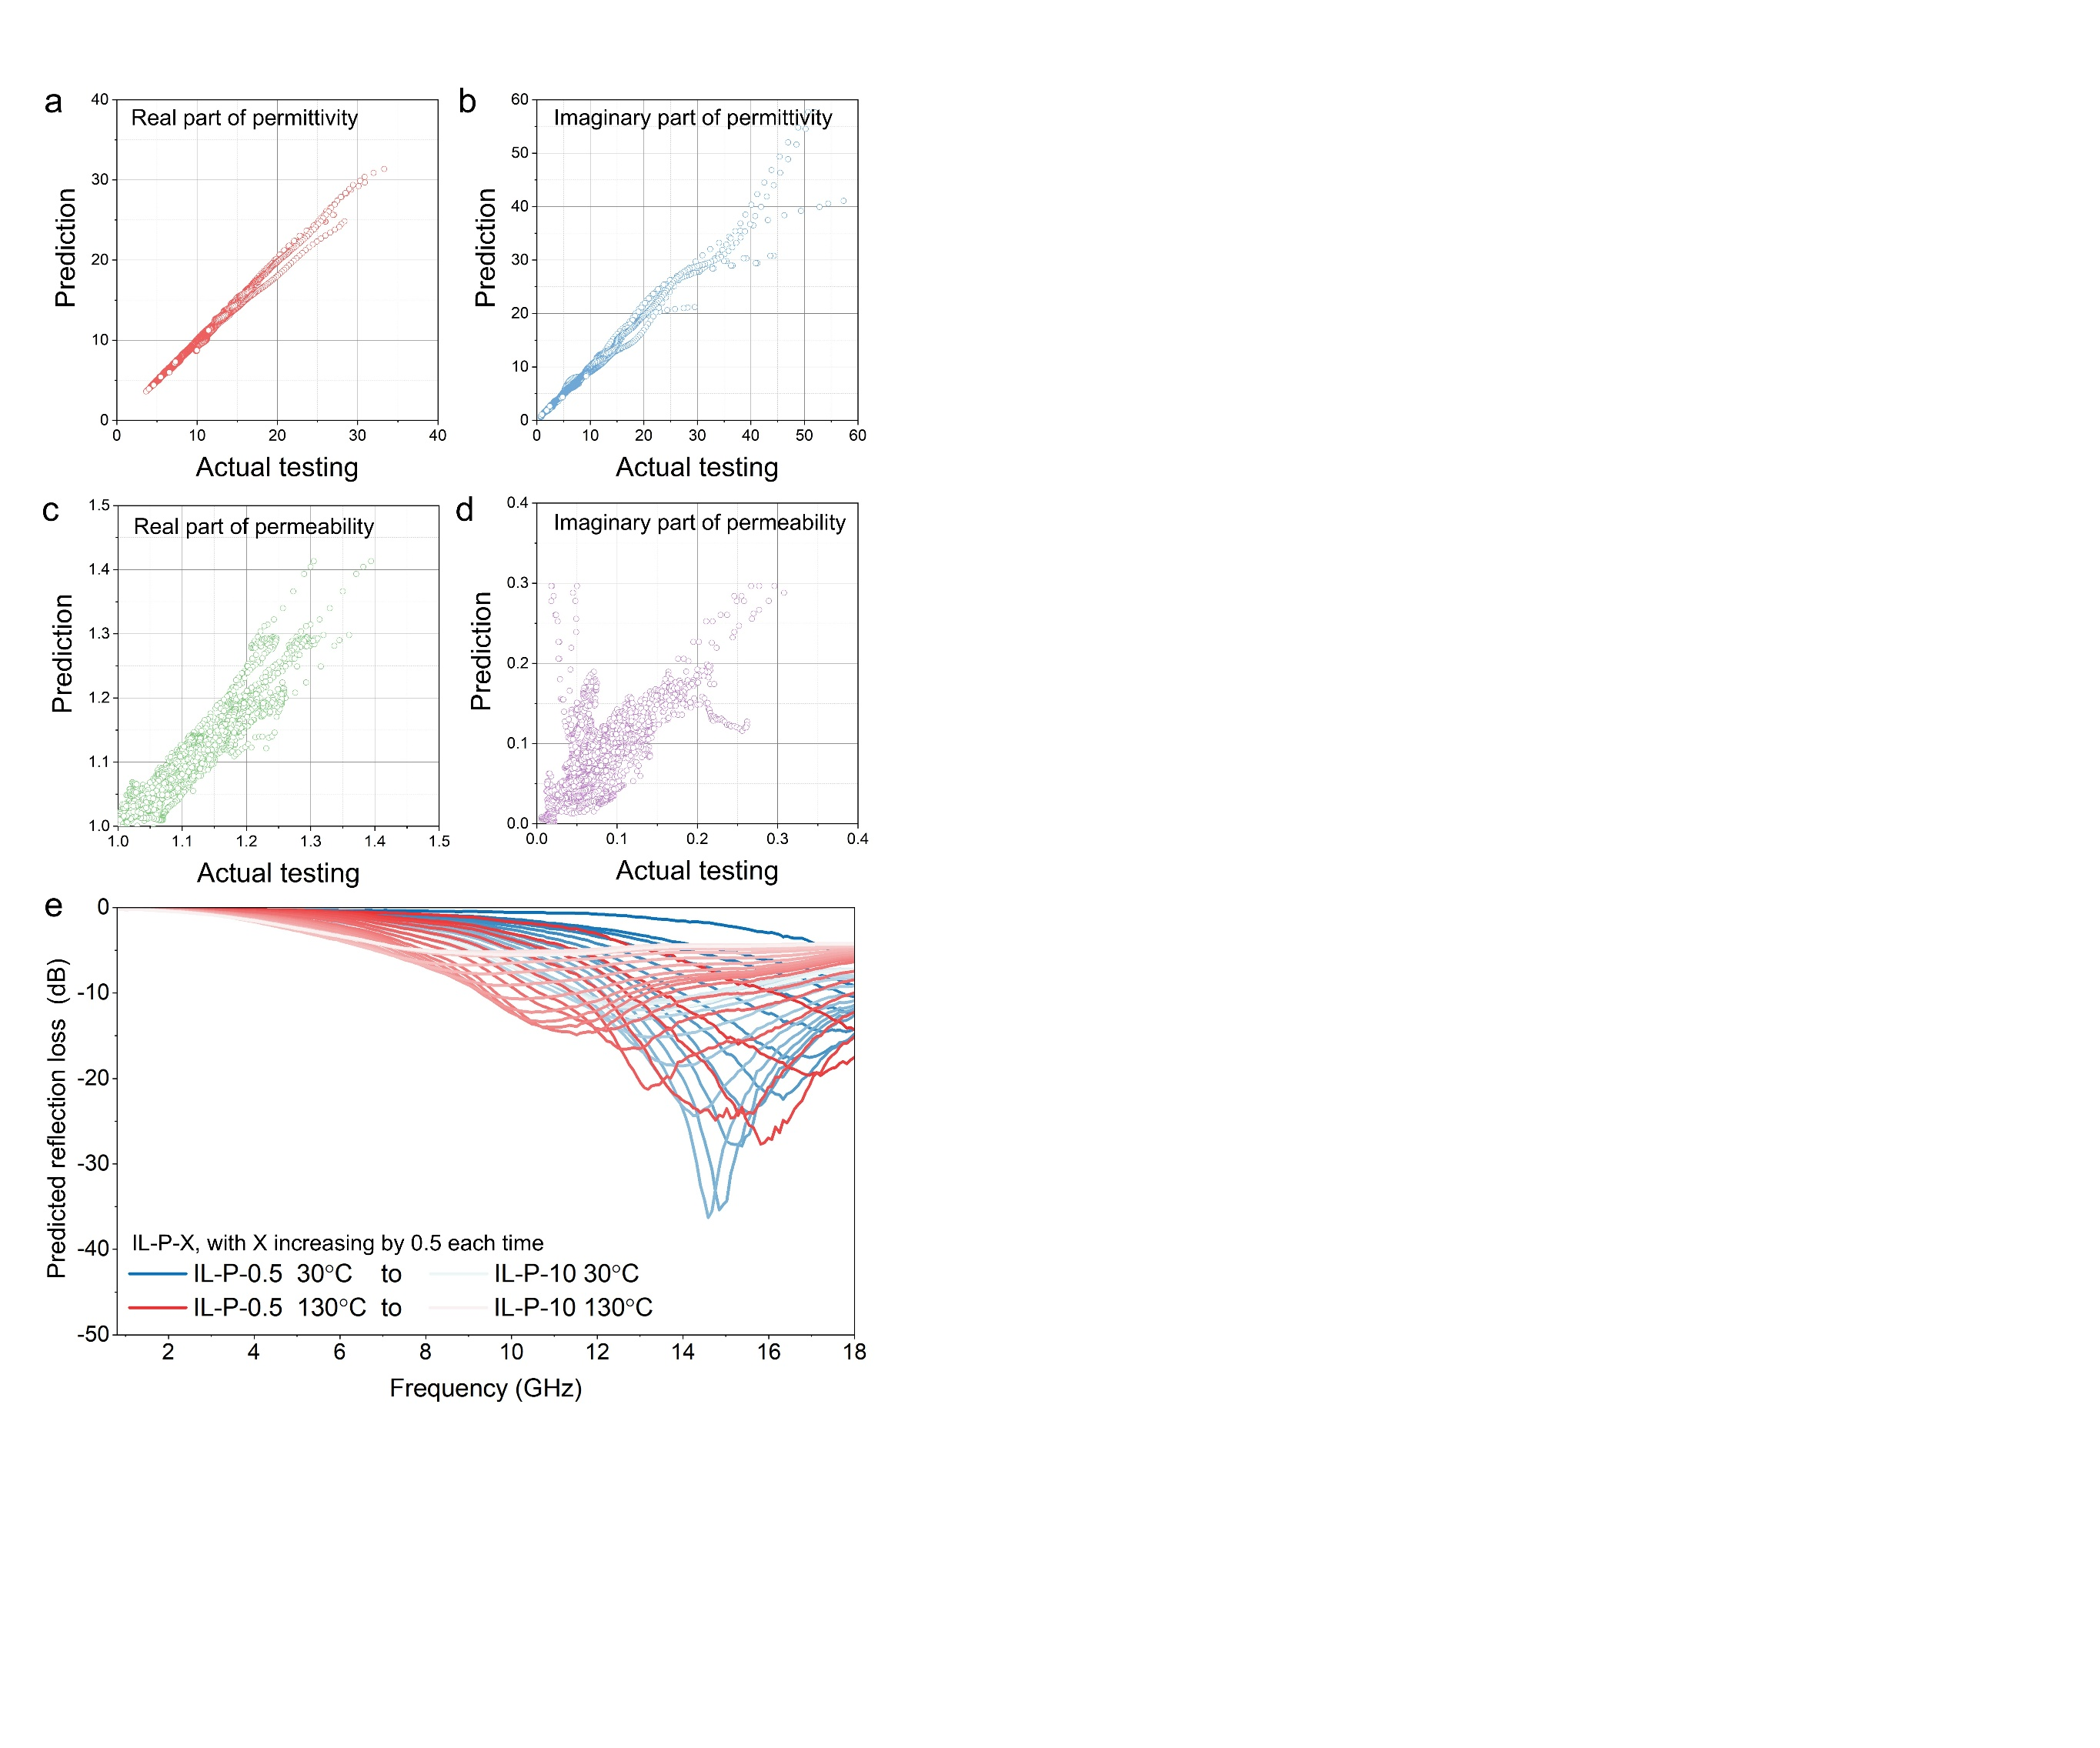 a
Real part of permittivity
40
30
20
10
0
0 10 20 30 40
Prediction
Actual testing
b
Imaginary part of permittivity
60
50
40
30
20
10
0
0 10 20 30 40 50 60
Prediction
Actual testing
c
Real part of permeability
1.5
1.4
1.3
1.2
1.1
1.0
1.0 1.1 1.2 1.3 1.4 1.5
Prediction
Actual testing
d
Imaginary part of permeability
0.4
0.3
0.2
0.1
0.0
0.0 0.1 0.2 0.3 0.4
Prediction
Actual testing
e
0
-10
-20
-30
-40
-50
Predicted reflection loss (dB)
IL-P-X, with X increasing by 0.5 each time
IL-P-0.5 30°C to IL-P-10 30°C
IL-P-0.5 130°C to IL-P-10 130°C
2 4 6 8 10 12 14 16 18
Frequency (GHz)